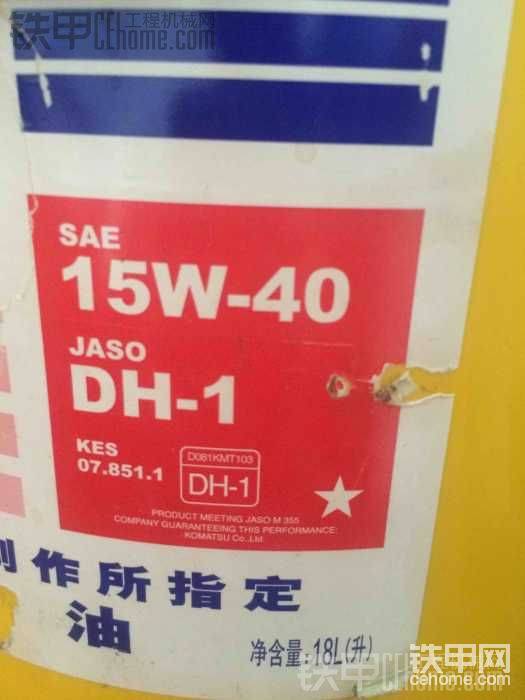 铁甲工程机械网
cehome.com
SAE
15W-40
JASO
DH-1
KES
07.851.1
D081KMT103
DH-1
PRODUCT MEETING JASO M 355
COMPANY GUARANTEEING THIS PERFORMANCE:
KOMATSU Co.,Ltd
制作所指定
油
净含量:18L(升)
铁甲网
cehome.com